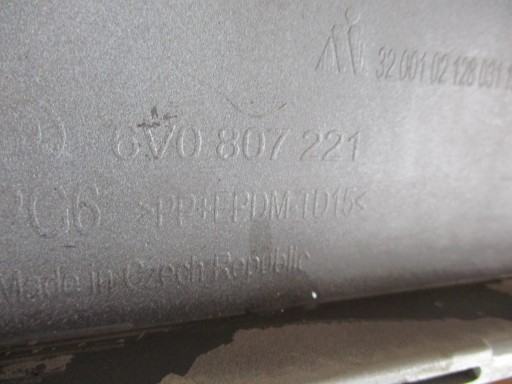 32 001 02 128 031
6V0 807 221
>PP+EPDM-TD15<
Made in Czech Republic